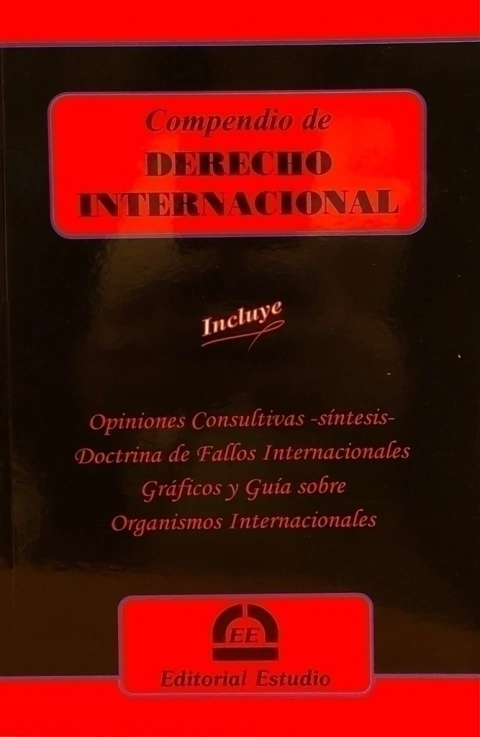 Compendio de
DERECHO
INTERNACIONAL
Incluye
Opiniones Consultivas -síntesis-
Doctrina de Fallos Internacionales
Gráficos y Guía sobre
Organismos Internacionales
EE
Editorial Estudio